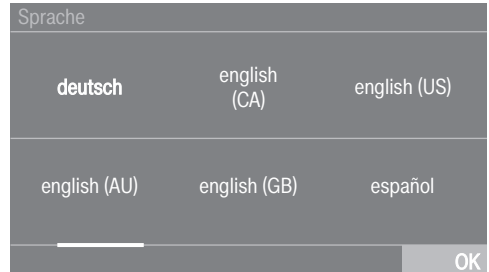 Sprache
deutsch
english
(CA)
english (US)
english (AU)
english (GB)
español
OK